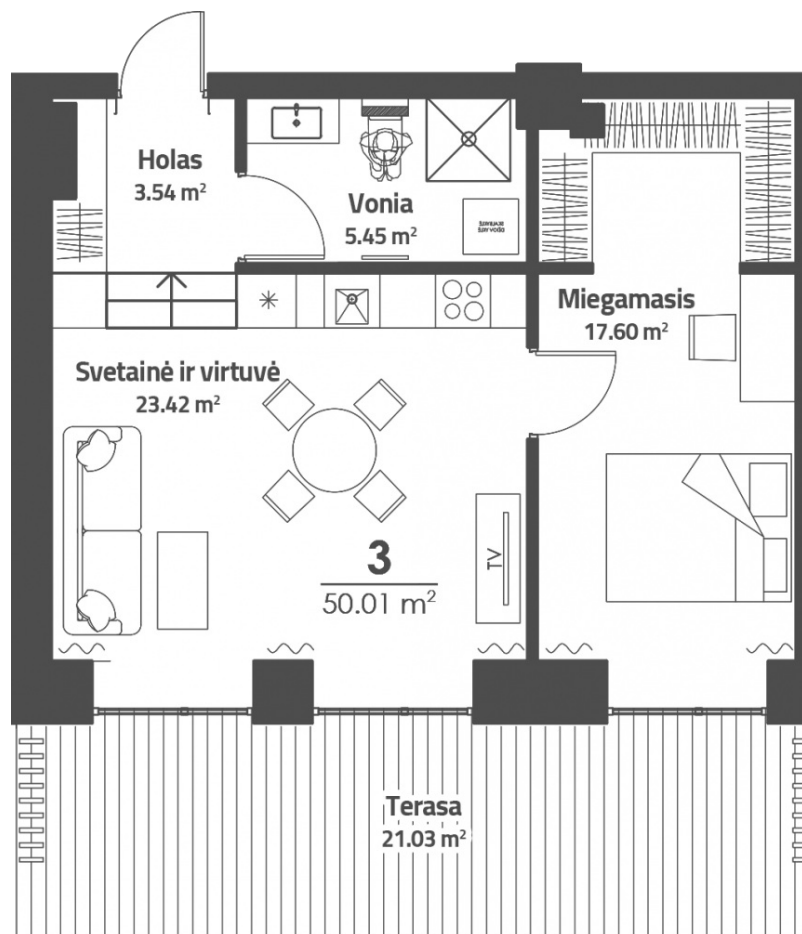 Holas
3.54 m²
Vonia
5.45 m²
Miegamasis
17.60 m²
Svetainė ir virtuvė
23.42 m²
3
50.01 m²
TV
Terasa
21.03 m²